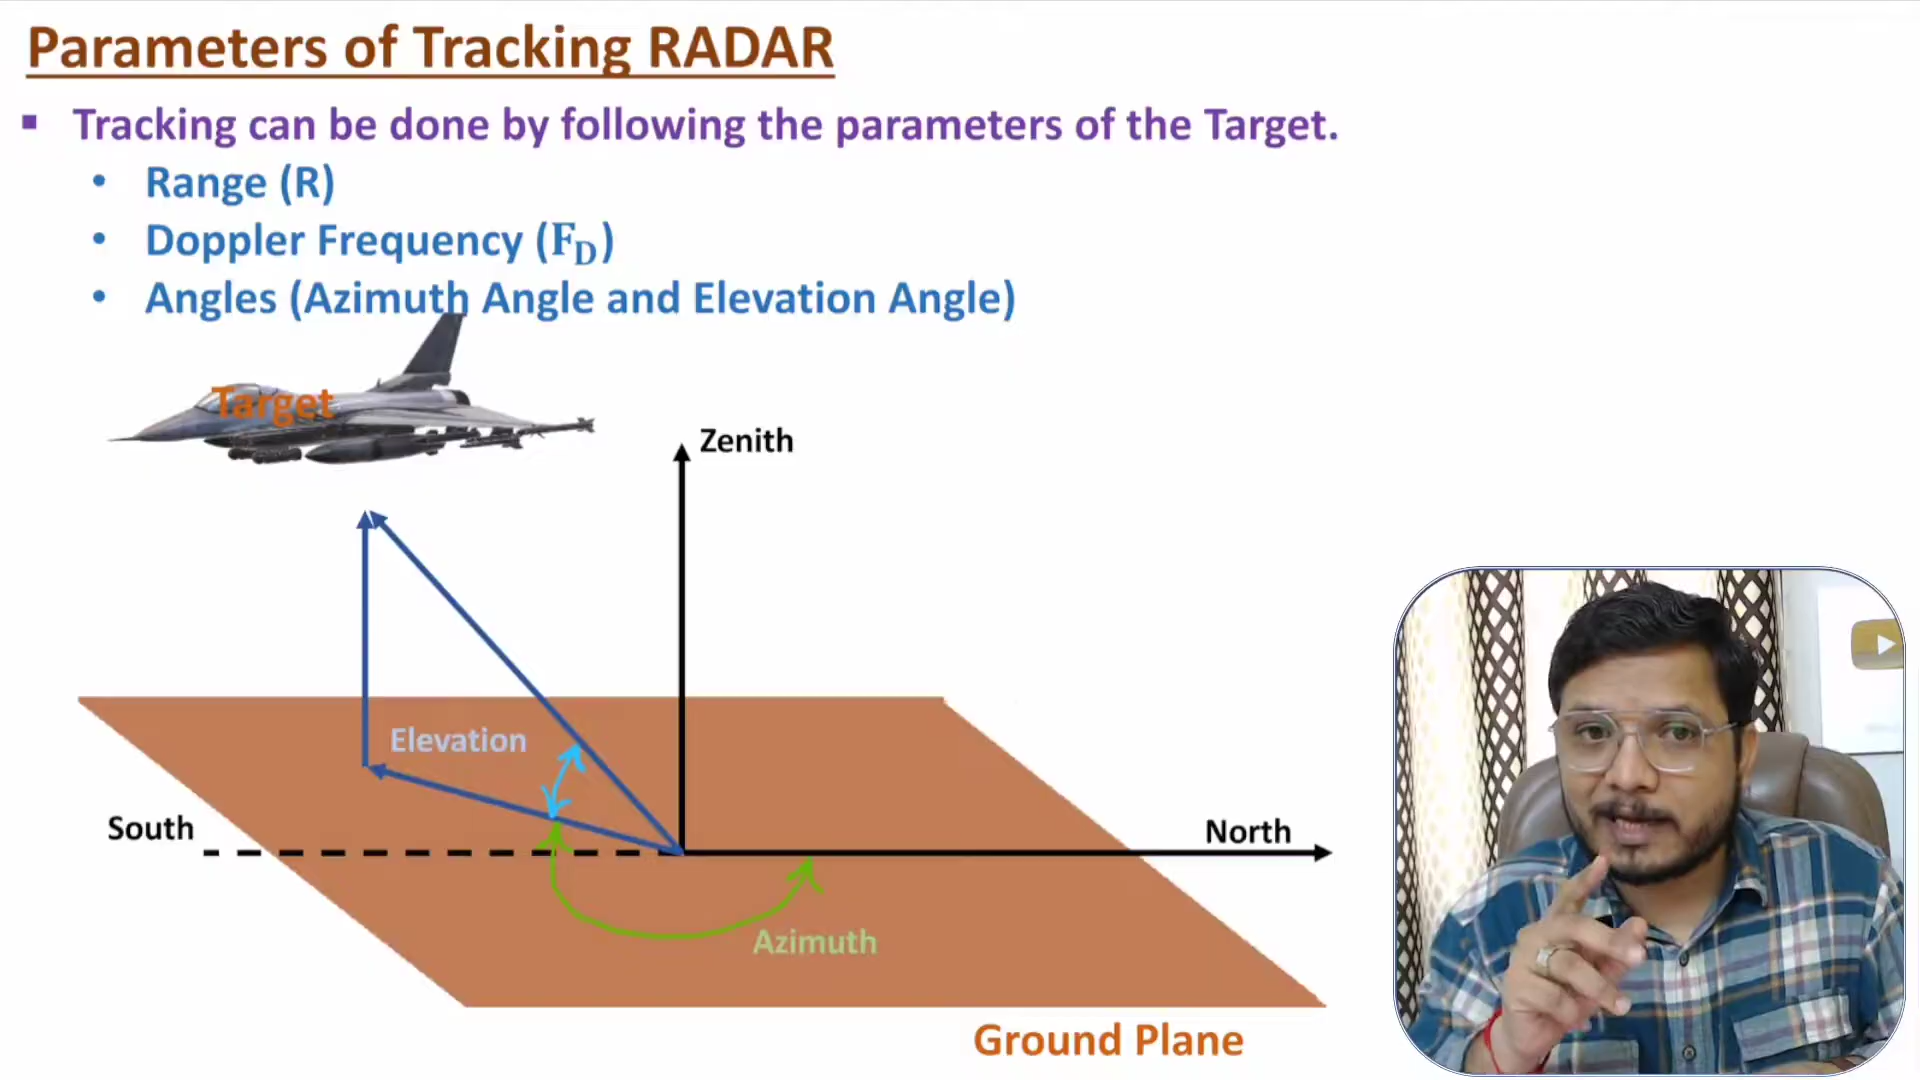 Parameters of Tracking RADAR
▪ Tracking can be done by following the parameters of the Target.
• Range (R)
• Doppler Frequency (F_D)
• Angles (Azimuth Angle and Elevation Angle)
Target
Zenith
Elevation
South
North
Azimuth
Ground Plane